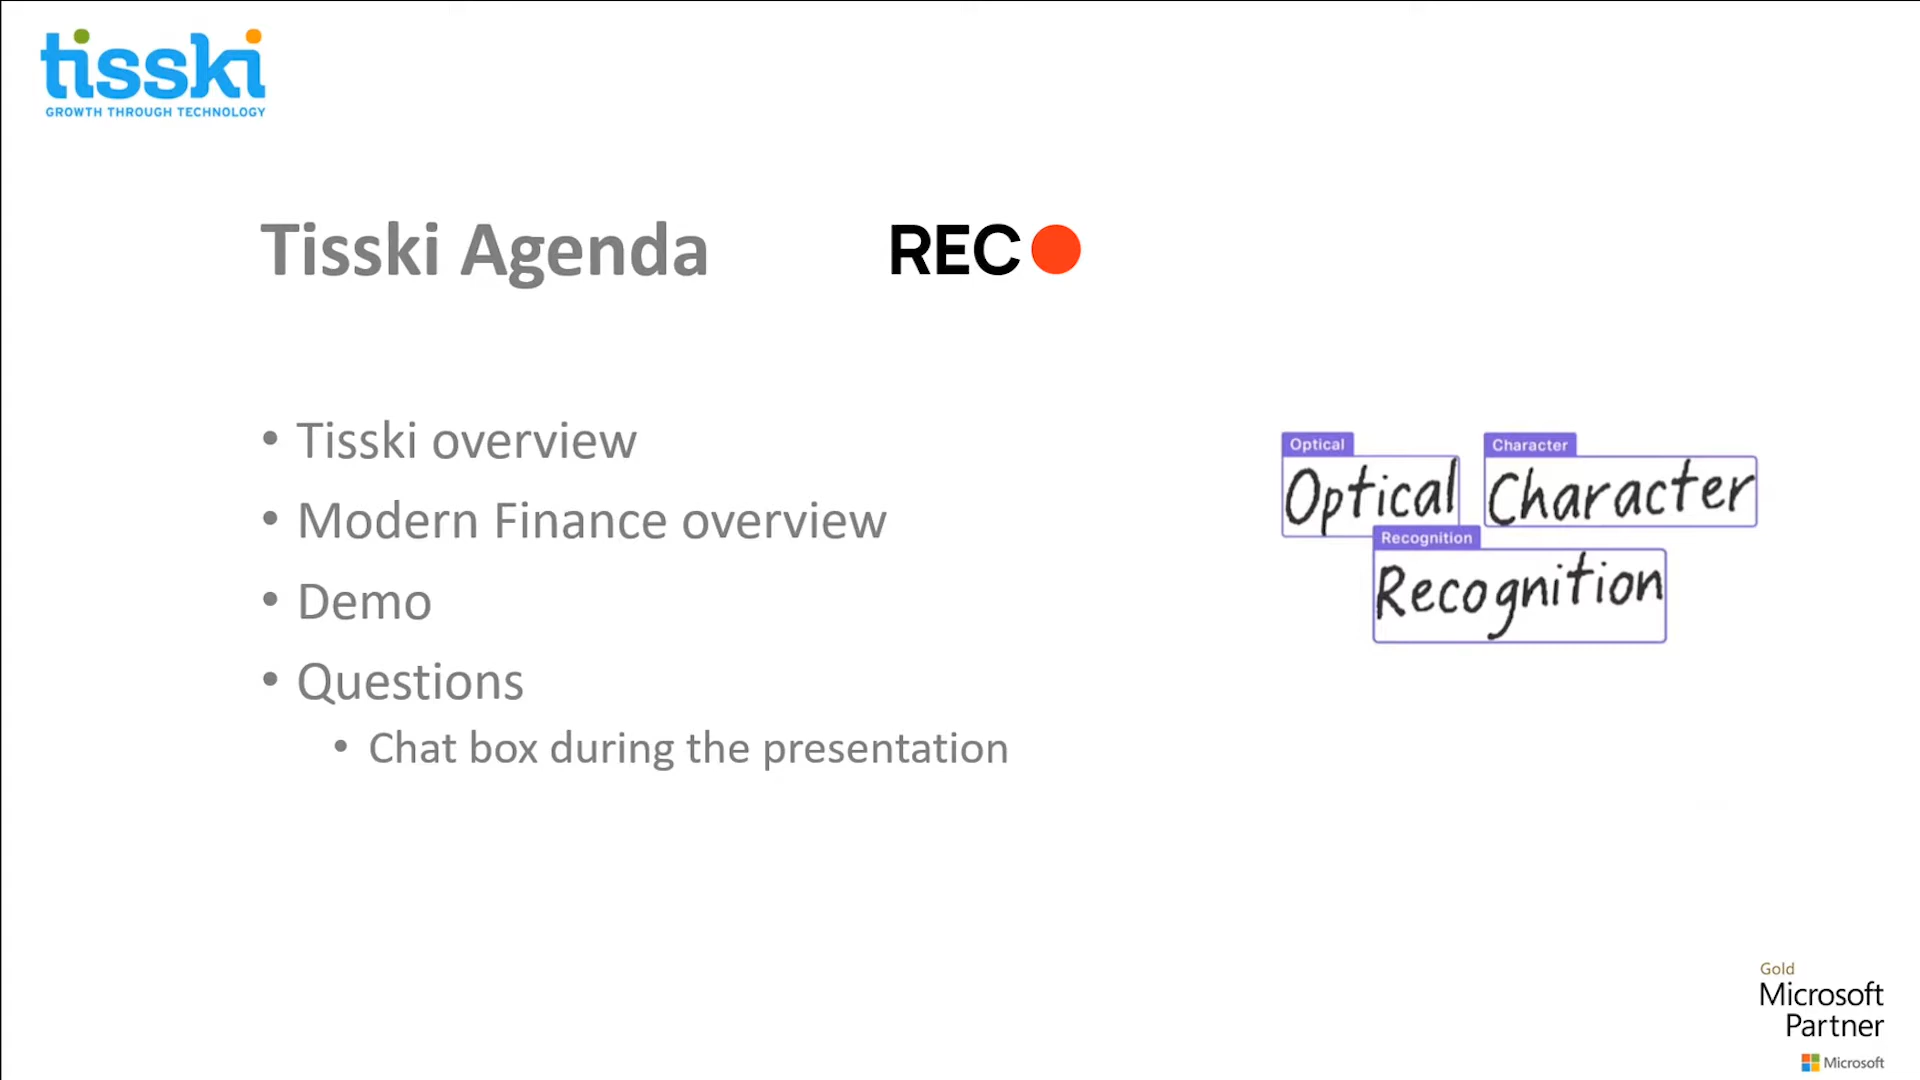 tisski
GROWTH THROUGH TECHNOLOGY
Tisski Agenda
REC
• Tisski overview
• Modern Finance overview
• Demo
• Questions
• Chat box during the presentation
Optical Character
Optical Character
Recognition
Recognition
Gold
Microsoft
Partner
Microsoft